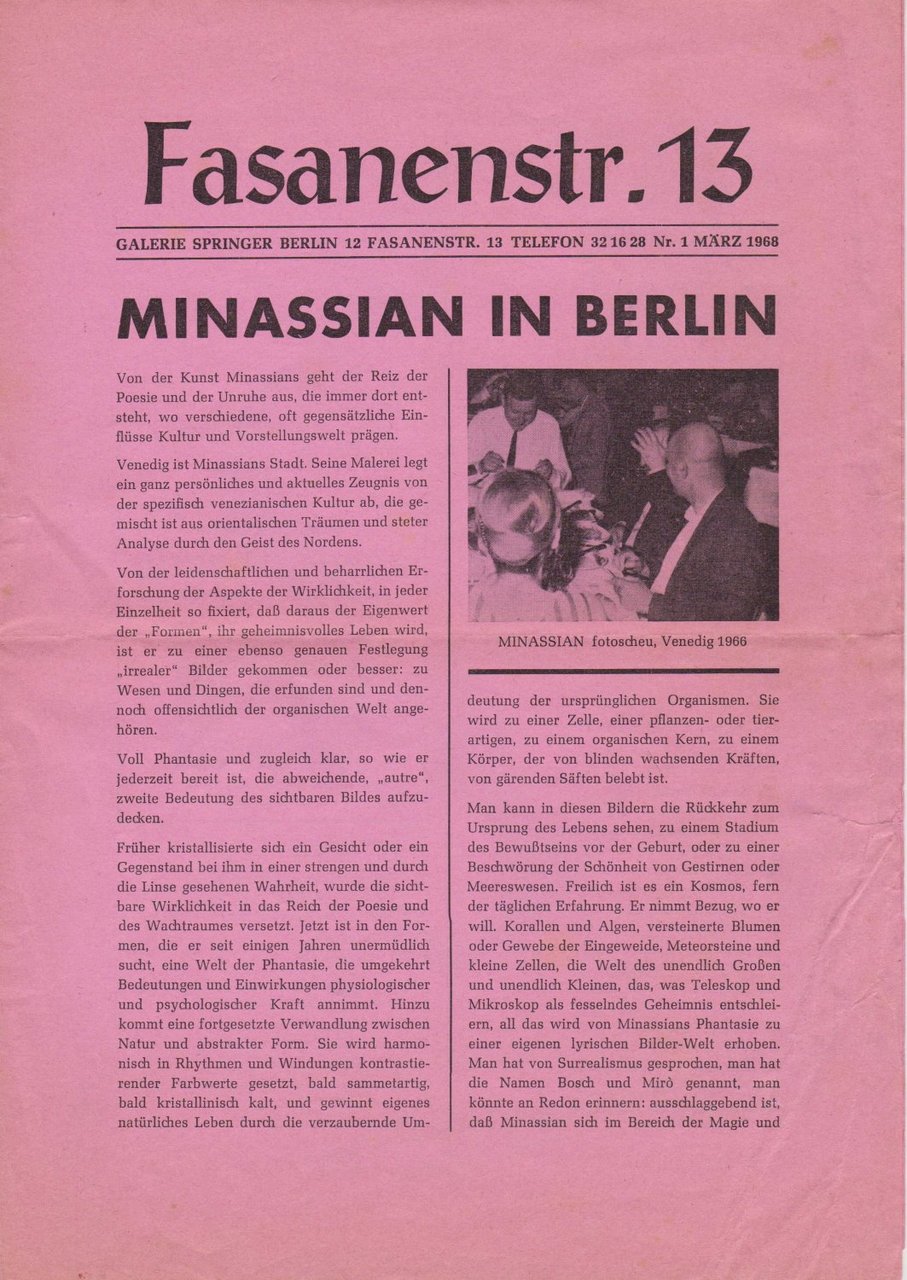 Fasanenstr. 13
GALERIE SPRINGER BERLIN 12 FASANENSTR. 13 TELEFON 32 16 28 Nr. 1 MÄRZ 1968
MINASSIAN IN BERLIN
Von der Kunst Minassians geht der Reiz der
Poesie und der Unruhe aus, die immer dort ent-
steht, wo verschiedene, oft gegensätzliche Ein-
flüsse Kultur und Vorstellungswelt prägen.
Venedig ist Minassians Stadt. Seine Malerei legt
ein ganz persönliches und aktuelles Zeugnis von
der spezifisch venezianischen Kultur ab, die ge-
mischt ist aus orientalischen Träumen und steter
Analyse durch den Geist des Nordens.
Von der leidenschaftlichen und beharrlichen Er-
forschung der Aspekte der Wirklichkeit, in jeder
Einzelheit so fixiert, daß daraus der Eigenwert
der „Formen“, ihr geheimnisvolles Leben wird,
ist er zu einer ebenso genauen Festlegung
„irrealer“ Bilder gekommen oder besser: zu
Wesen und Dingen, die erfunden sind und den-
noch offensichtlich der organischen Welt ange-
hören.
Voll Phantasie und zugleich klar, so wie er
jederzeit bereit ist, die abweichende, „autre“,
zweite Bedeutung des sichtbaren Bildes aufzu-
decken.
Früher kristallisierte sich ein Gesicht oder ein
Gegenstand bei ihm in einer strengen und durch
die Linse gesehenen Wahrheit, wurde die sicht-
bare Wirklichkeit in das Reich der Poesie und
des Wachtraumes versetzt. Jetzt ist in den For-
men, die er seit einigen Jahren unermüdlich
sucht, eine Welt der Phantasie, die umgekehrt
Bedeutungen und Einwirkungen physiologischer
und psychologischer Kraft annimmt. Hinzu
kommt eine fortgesetzte Verwandlung zwischen
Natur und abstrakter Form. Sie wird harmo-
nisch in Rhythmen und Windungen kontrastie-
render Farbwerte gesetzt, bald sammetartig,
bald kristallinisch kalt, und gewinnt eigenes
natürliches Leben durch die verzaubernde Um-
MINASSIAN fotoscheu, Venedig 1966
deutung der ursprünglichen Organismen. Sie
wird zu einer Zelle, einer pflanzen- oder tier-
artigen, zu einem organischen Kern, zu einem
Körper, der von blinden wachsenden Kräften,
von gärenden Säften belebt ist.
Man kann in diesen Bildern die Rückkehr zum
Ursprung des Lebens sehen, zu einem Stadium
des Bewußtseins vor der Geburt, oder zu einer
Beschwörung der Schönheit von Gestirnen oder
Meereswesen. Freilich ist es ein Kosmos, fern
der täglichen Erfahrung. Er nimmt Bezug, wo er
will. Korallen und Algen, versteinerte Blumen
oder Gewebe der Eingeweide, Meteorsteine und
kleine Zellen, die Welt des unendlich Großen
und unendlich Kleinen, das, was Teleskop und
Mikroskop als fesselndes Geheimnis entschlei-
ern, all das wird von Minassians Phantasie zu
einer eigenen lyrischen Bilder-Welt erhoben.
Man hat von Surrealismus gesprochen, man hat
die Namen Bosch und Mirò genannt, man
könnte an Redon erinnern: ausschlaggebend ist,
daß Minassian sich im Bereich der Magie und